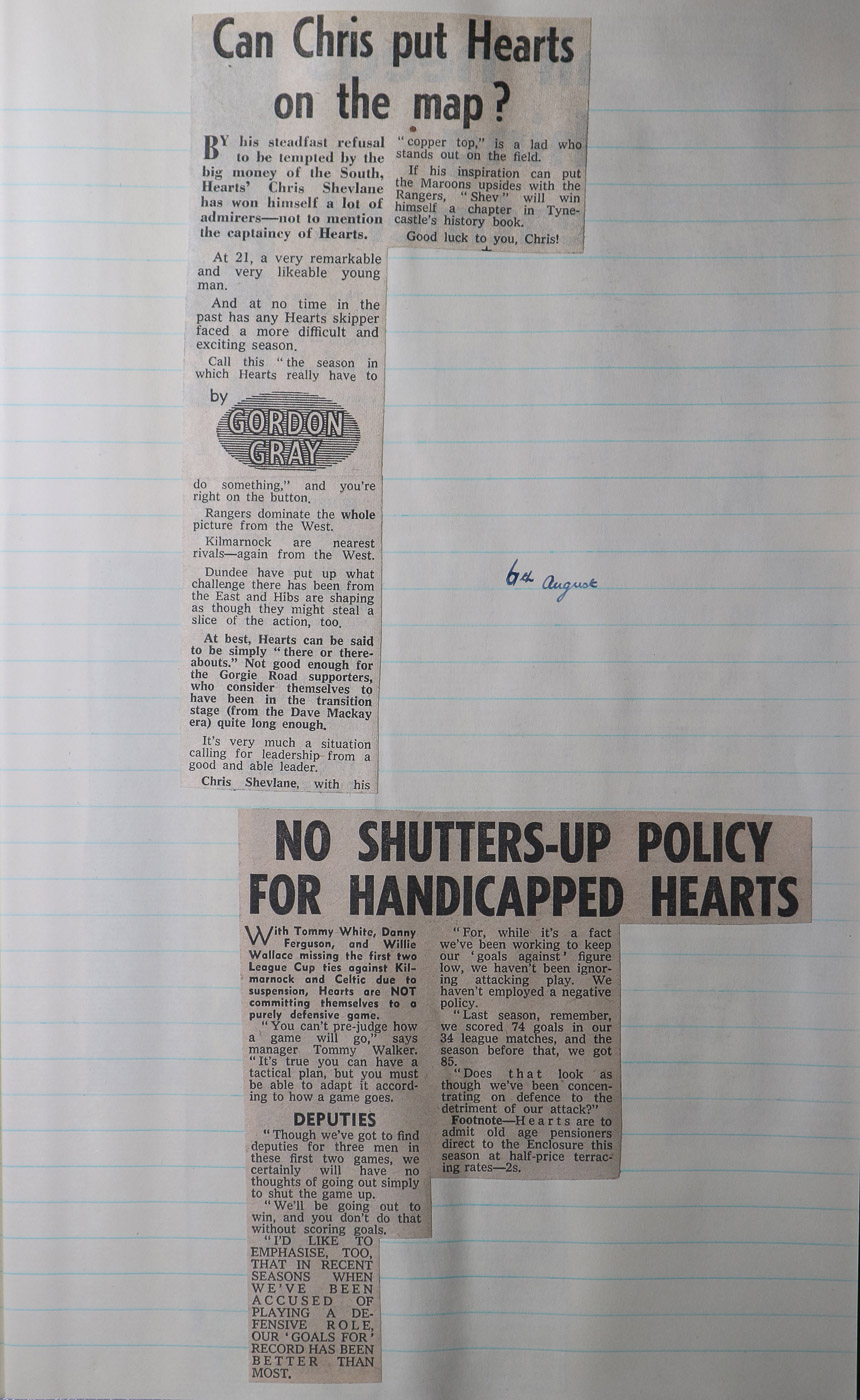 Can Chris put Hearts
on the map?
BY his steadfast refusal
to be tempted by the
big money of the South,
Hearts' Chris Shevlane
has won himself a lot of
admirers—not to mention
the captaincy of Hearts.
At 21, a very remarkable
and very likeable young
man.
And at no time in the
past has any Hearts skipper
faced a more difficult and
exciting season.
Call this "the season in
which Hearts really have to
by
GORDON
GRAY
do something," and you're
right on the button.
Rangers dominate the whole
picture from the West.
Kilmarnock are nearest
rivals—again from the West.
Dundee have put up what
challenge there has been from
the East and Hibs are shaping
as though they might steal a
slice of the action, too.
At best, Hearts can be said
to be simply "there or there-
abouts." Not good enough for
the Gorgie Road supporters,
who consider themselves to
have been in the transition
stage (from the Dave Mackay
era) quite long enough.
It's very much a situation
calling for leadership from a
good and able leader.
Chris Shevlane, with his
"copper top," is a lad who
stands out on the field.
If his inspiration can put
the Maroons upsides with the
Rangers, "Shev" will win
himself a chapter in Tyne-
castle's history book.
Good luck to you, Chris!
6th August
NO SHUTTERS-UP POLICY
FOR HANDICAPPED HEARTS
With Tommy White, Danny
Ferguson, and Willie
Wallace missing the first two
League Cup ties against Kil-
marnock and Celtic due to
suspension, Hearts are NOT
committing themselves to a
purely defensive game.
"You can't pre-judge how
a game will go," says
manager Tommy Walker.
"It's true you can have a
tactical plan, but you must
be able to adapt it accord-
ing to how a game goes.
DEPUTIES
"Though we've got to find
deputies for three men in
these first two games, we
certainly will have no
thoughts of going out simply
to shut the game up.
"We'll be going out to
win, and you don't do that
without scoring goals.
"I'D LIKE TO
EMPHASISE, TOO,
THAT IN RECENT
SEASONS WHEN
WE'VE BEEN
ACCUSED OF
PLAYING A DE-
FENSIVE ROLE,
OUR 'GOALS FOR'
RECORD HAS BEEN
BETTER THAN
MOST.
"For, while it's a fact
we've been working to keep
our 'goals against' figure
low, we haven't been ignor-
ing attacking play. We
haven't employed a negative
policy.
"Last season, remember,
we scored 74 goals in our
34 league matches, and the
season before that, we got
85.
"Does that look as
though we've been concen-
trating on defence to the
detriment of our attack?"
Footnote—Hearts are to
admit old age pensioners
direct to the Enclosure this
season at half-price terrac-
ing rates—2s.